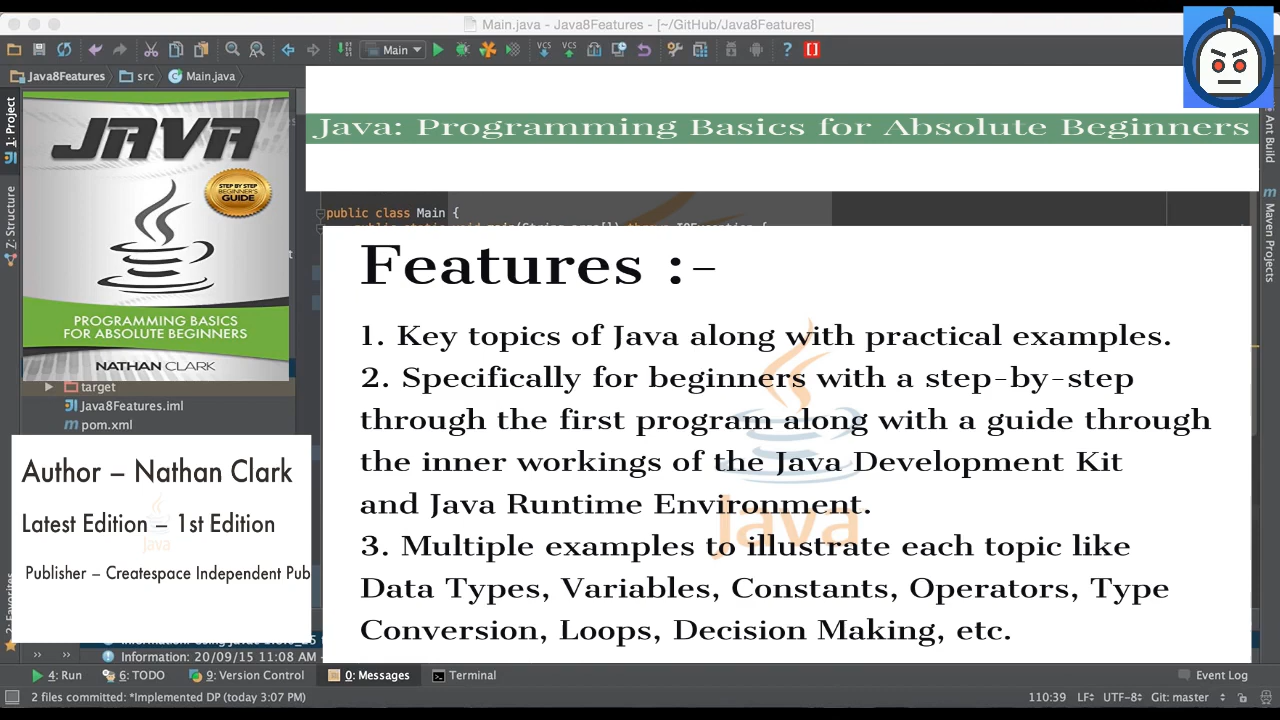 Main.java - Java8Features - [~/GitHub/Java8Features]
Main
Java8Features
src
Main.java
1: Project
Z: Structure
Ant Build
Maven Projects
JAVA
STEP BY STEP
BEGINNER'S
GUIDE
PROGRAMMING BASICS
FOR ABSOLUTE BEGINNERS
NATHAN CLARK
Java: Programming Basics for Absolute Beginners
public class Main {
Features :-
1. Key topics of Java along with practical examples.
2. Specifically for beginners with a step-by-step
through the first program along with a guide through
the inner workings of the Java Development Kit
and Java Runtime Environment.
3. Multiple examples to illustrate each topic like
Data Types, Variables, Constants, Operators, Type
Conversion, Loops, Decision Making, etc.
Java
target
Java8Features.iml
pom.xml
Author – Nathan Clark
Latest Edition – 1st Edition
Java
Publisher – Createspace Independent Pub
2: Favorites
Information: 20/09/15 11:08 AM -
4: Run
6: TODO
9: Version Control
0: Messages
Terminal
Event Log
2 files committed: *Implemented DP (today 3:07 PM)
110:39
LF÷
UTF-8÷
Git: master